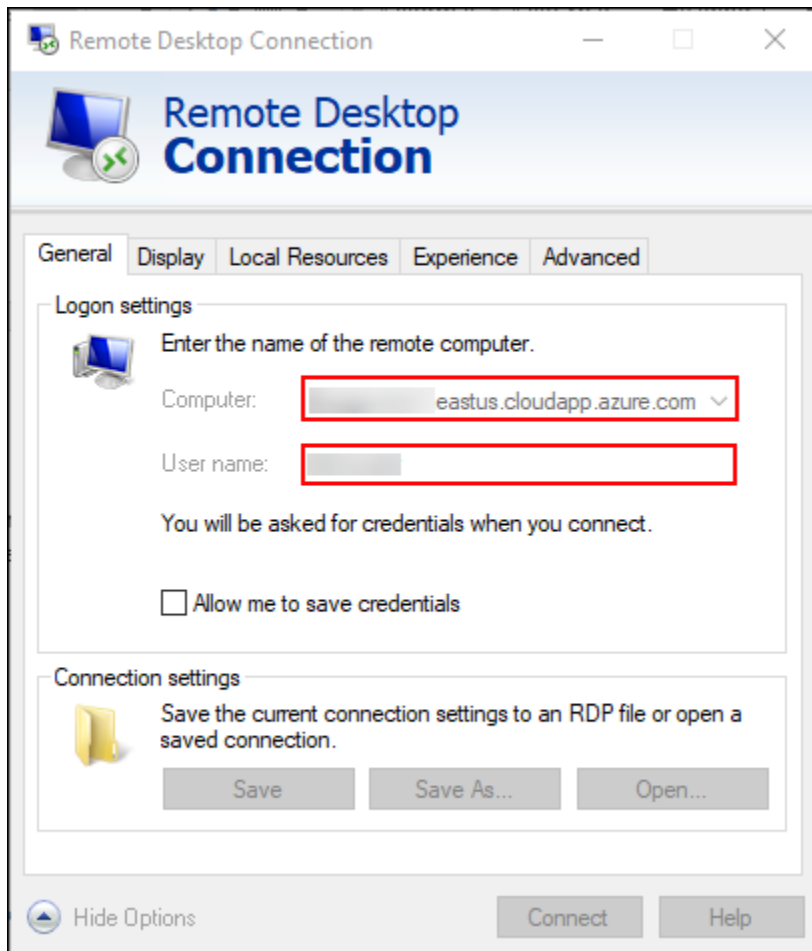 Remote Desktop Connection
Remote Desktop
Connection
General Display Local Resources Experience Advanced
Logon settings
Enter the name of the remote computer.
Computer: eastus.cloudapp.azure.com
User name:
You will be asked for credentials when you connect.
Allow me to save credentials
Connection settings
Save the current connection settings to an RDP file or open a
saved connection.
Save Save As... Open...
Hide Options Connect Help